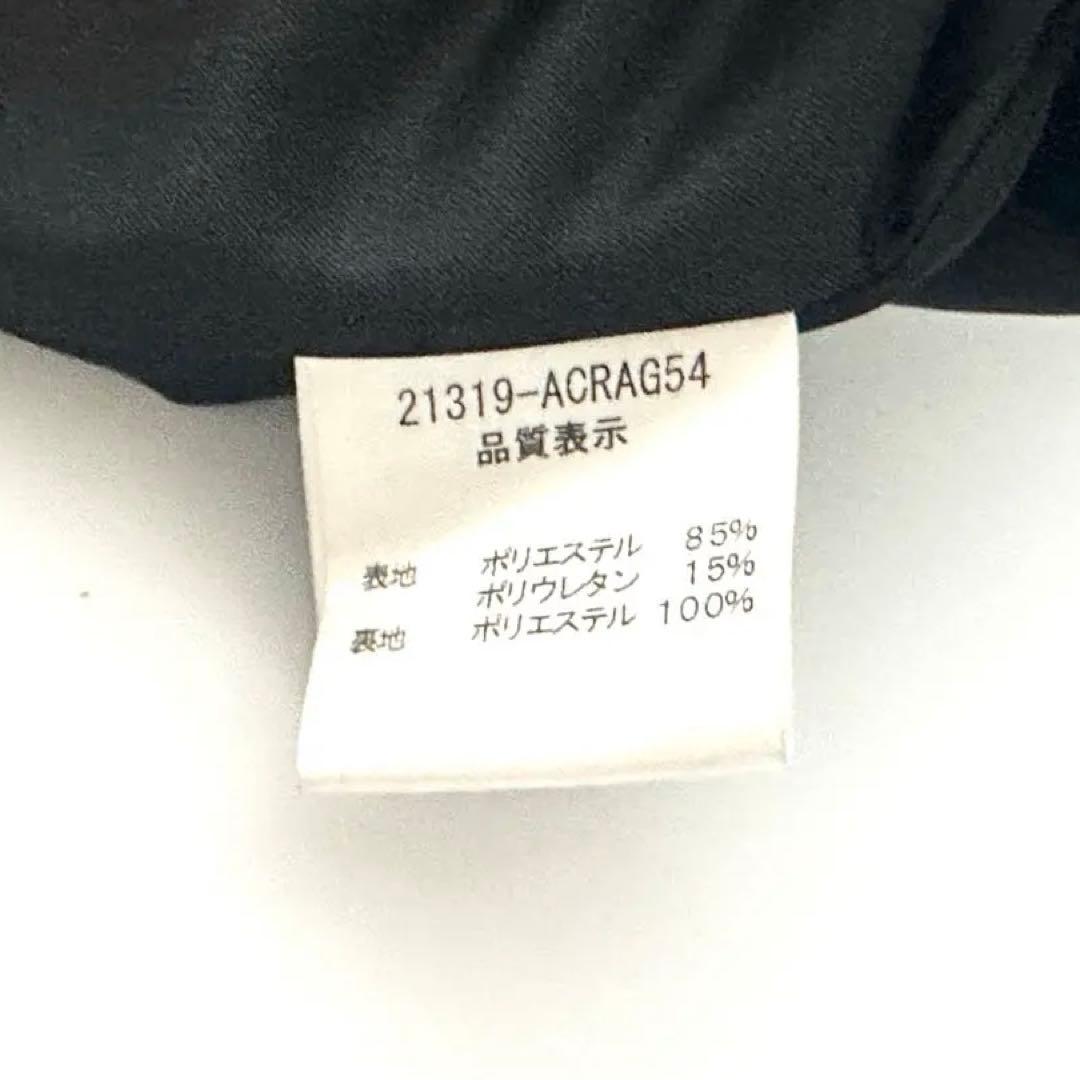 21319-ACRAG54
品質表示
表地 ポリエステル 85%
ポリウレタン 15%
裏地 ポリエステル 100%